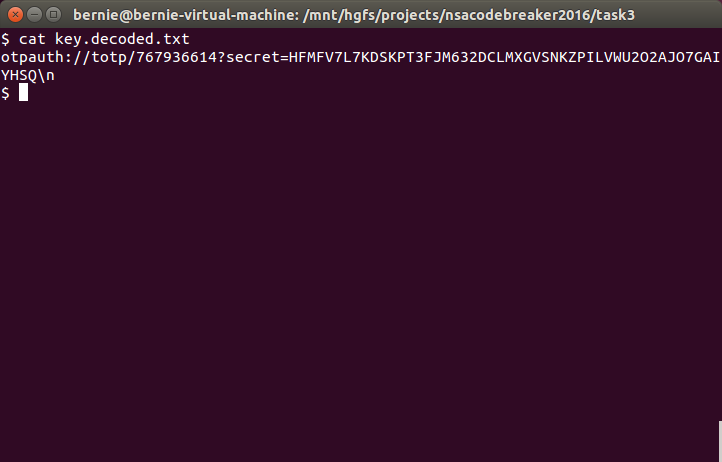 bernie@bernie-virtual-machine: /mnt/hgfs/projects/nsacodebreaker2016/task3
$ cat key.decoded.txt
otpauth://totp/767936614?secret=HFMFV7L7KDSKPT3FJM632DCLMXGVSNKZPILVWU2O2AJO7GAI
YHSQ\n
$